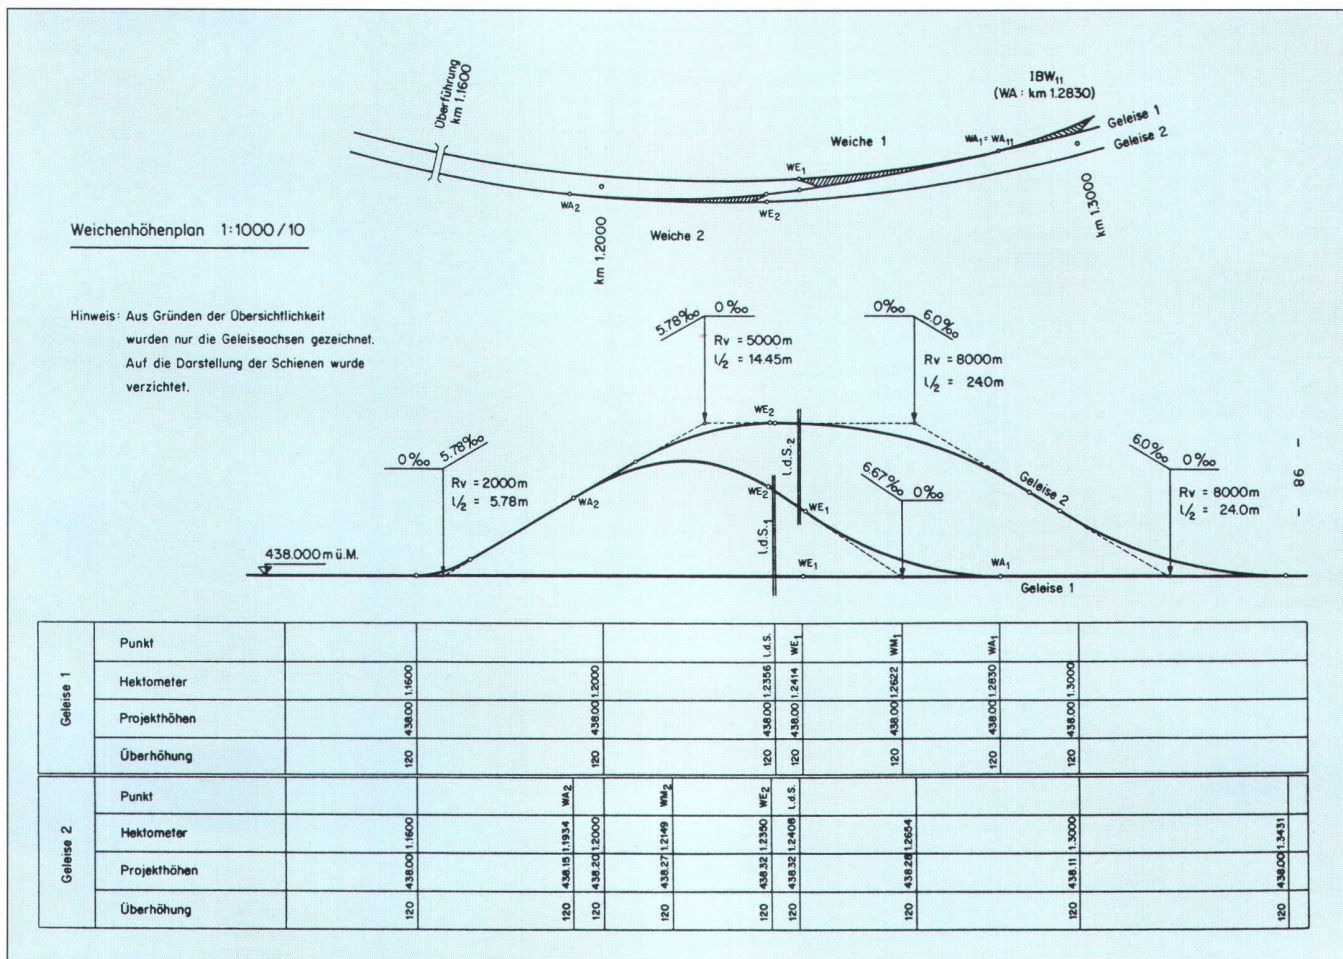 Überführung
km 1.1600
IBW₁₁
(WA : km 1.2830)
Geleise 1
Geleise 2
Weiche 1
WA₁ = WA₁₁
WE₁
WA₂
WE₂
km 1.2000
Weiche 2
km 1.3000
Weichenhöhenplan 1:1000/10
Hinweis: Aus Gründen der Übersichtlichkeit
wurden nur die Geleiseachsen gezeichnet.
Auf die Darstellung der Schienen wurde
verzichtet.
5.78‰ 0‰
Rv = 5000m
l/2 = 14.45m
0‰ 6.0‰
Rv = 8000m
l/2 = 24.0m
0‰ 5.78‰
Rv = 2000m
l/2 = 5.78m
WA₂
WE₂
l.d.S.₂
WE₂
l.d.S.₁
WE₁
6.67‰ 0‰
Geleise 2
6.0‰ 0‰
Rv = 8000m
l/2 = 24.0m
438.000 m ü.M.
WE₁
WA₁
Geleise 1
– 98 –
Geleise 1
Punkt l.d.S. WE₁ WM₁ WA₁
Hektometer 1.1600 1.2000 1.2356 1.2414 1.2622 1.2830 1.3000
Projekthöhen 438.00 438.00 438.00 438.00 438.00 438.00 438.00
Überhöhung 120 120 120 120 120 120 120
Geleise 2
Punkt WA₂ WM₂ WE₂ l.d.S.
Hektometer 1.1600 1.1934 1.2000 1.2149 1.2350 1.2408 1.2654 1.3000 1.3431
Projekthöhen 438.00 438.15 438.20 438.27 438.32 438.32 438.28 438.11 438.00
Überhöhung 120 120 120 120 120 120 120 120 120